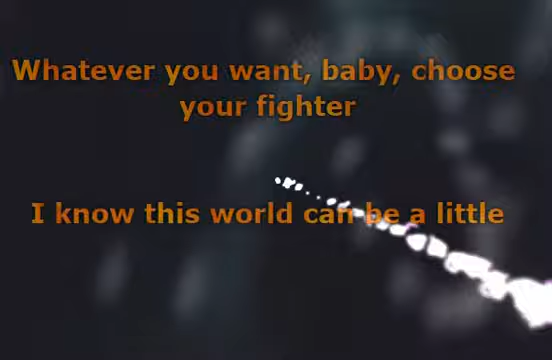 Whatever you want, baby, choose
your fighter
I know this world can be a little